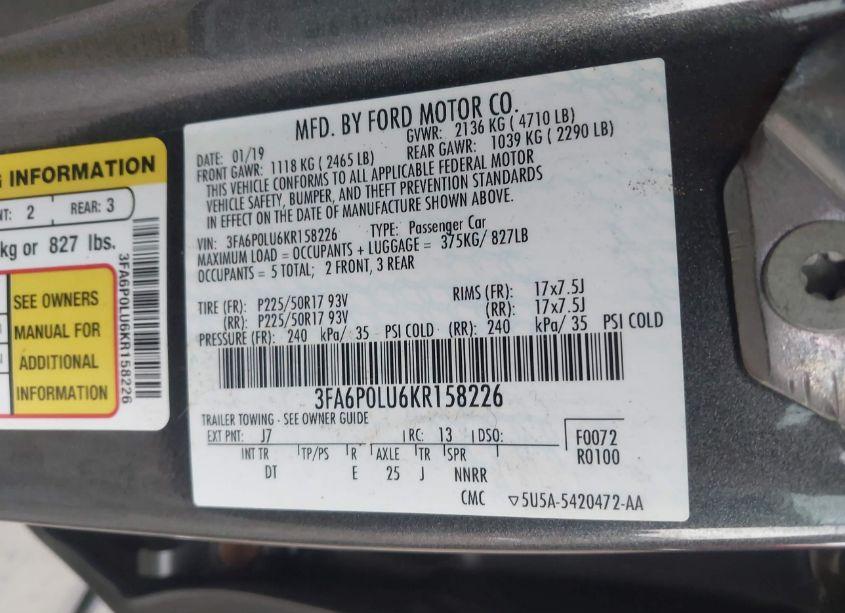 MFD. BY FORD MOTOR CO.
DATE: 01/19 GVWR: 2136 KG ( 4710 LB)
FRONT GAWR: 1118 KG ( 2465 LB) REAR GAWR: 1039 KG ( 2290 LB)
THIS VEHICLE CONFORMS TO ALL APPLICABLE FEDERAL MOTOR
VEHICLE SAFETY, BUMPER, AND THEFT PREVENTION STANDARDS
IN EFFECT ON THE DATE OF MANUFACTURE SHOWN ABOVE.
VIN: 3FA6P0LU6KR158226 TYPE: Passenger Car
MAXIMUM LOAD = OCCUPANTS + LUGGAGE = 375KG/ 827LB
OCCUPANTS = 5 TOTAL; 2 FRONT, 3 REAR
TIRE (FR): P225/50R17 93V RIMS (FR): 17x7.5J
(RR): P225/50R17 93V (RR): 17x7.5J
PRESSURE (FR): 240 kPa/ 35 PSI COLD (RR): 240 kPa/ 35 PSI COLD
3FA6P0LU6KR158226
TRAILER TOWING - SEE OWNER GUIDE
EXT PNT: J7 RC: 13 DSO: F0072
R0100
INT TR TP/PS R AXLE TR SPR
DT E 25 J NNRR
CMC ▽5U5A-5420472-AA
INFORMATION
NT: 2 REAR: 3
kg or 827 lbs.
SEE OWNERS
MANUAL FOR
ADDITIONAL
INFORMATION
3FA6P0LU6KR158226